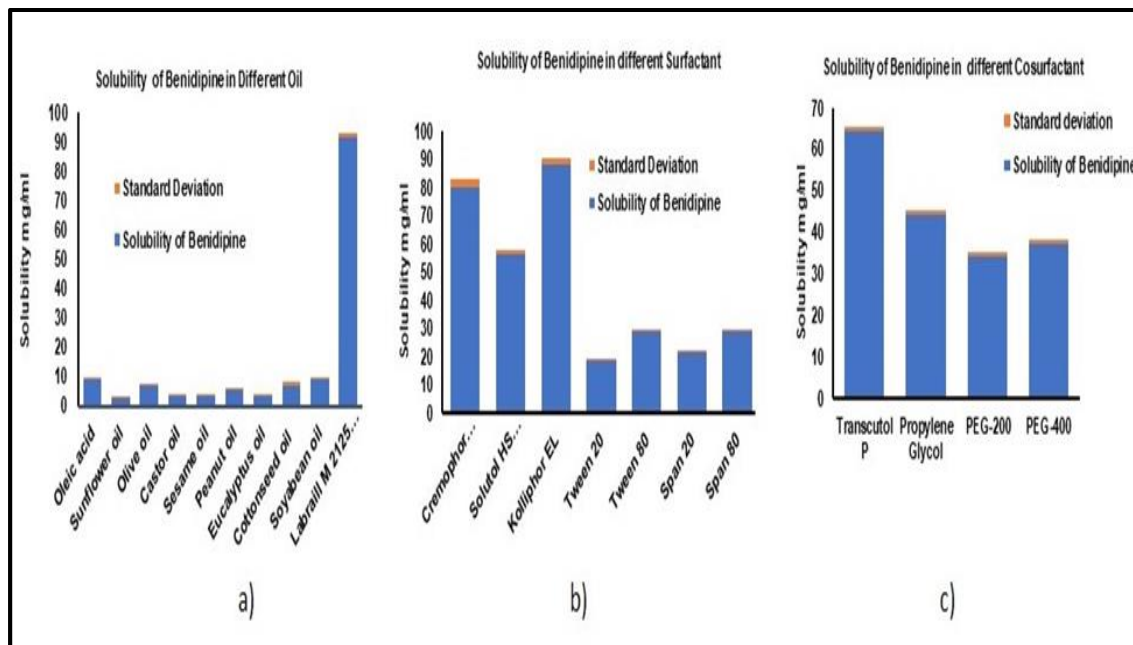 Solubility of Benidipine in Different Oil
100
90
80
70
60
50
40
30
20
10
0
Solubility mg/ml
Standard Deviation
Solubility of Benidipine
Oleic acid
Sunflower oil
Olive oil
Castor oil
Sesame oil
Peanut oil
Eucalyptus oil
Cottonseed oil
Soyabean oil
Labraill M 2125...
a)
Solubility of Benidipine in different Surfactant
100
90
80
70
60
50
40
30
20
10
0
Solubility mg/ml
Standard Deviation
Solubility of Benidipine
Cremophor...
Solutol HS...
Kolliphor EL
Tween 20
Tween 80
Span 20
Span 80
b)
Solubility of Benidipine in different Cosurfactant
70
60
50
40
30
20
10
0
Solubility mg/ml
Standard deviation
Solubility of Benidipine
Transcutol
P
Propylene
Glycol
PEG-200
PEG-400
c)